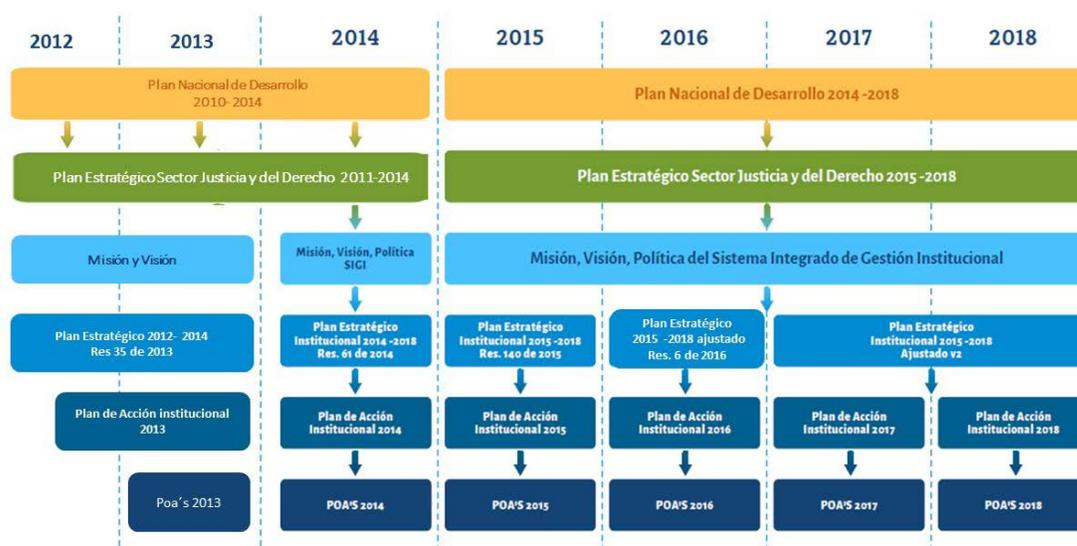 2012 2013 2014 2015 2016 2017 2018
Plan Nacional de Desarrollo
2010- 2014
Plan Nacional de Desarrollo 2014 -2018
Plan Estratégico Sector Justicia y del Derecho 2011-2014
Plan Estratégico Sector Justicia y del Derecho 2015 -2018
Misión y Visión
Misión, Visión, Política
SIGI
Misión, Visión, Política del Sistema Integrado de Gestión Institucional
Plan Estratégico 2012- 2014
Res 35 de 2013
Plan Estratégico
Institucional 2014 -2018
Res. 61 de 2014
Plan Estratégico
Institucional 2015 -2018
Res. 140 de 2015
Plan Estratégico
2015 -2018 ajustado
Res. 6 de 2016
Plan Estratégico
Institucional 2015 -2018
Ajustado v2
Plan de Acción institucional
2013
Plan de Acción
Institucional 2014
Plan de Acción
Institucional 2015
Plan de Acción
Institucional 2016
Plan de Acción
Institucional 2017
Plan de Acción
Institucional 2018
Poa´s 2013
POA'S 2014
POA'S 2015
POA'S 2016
POA'S 2017
POA'S 2018